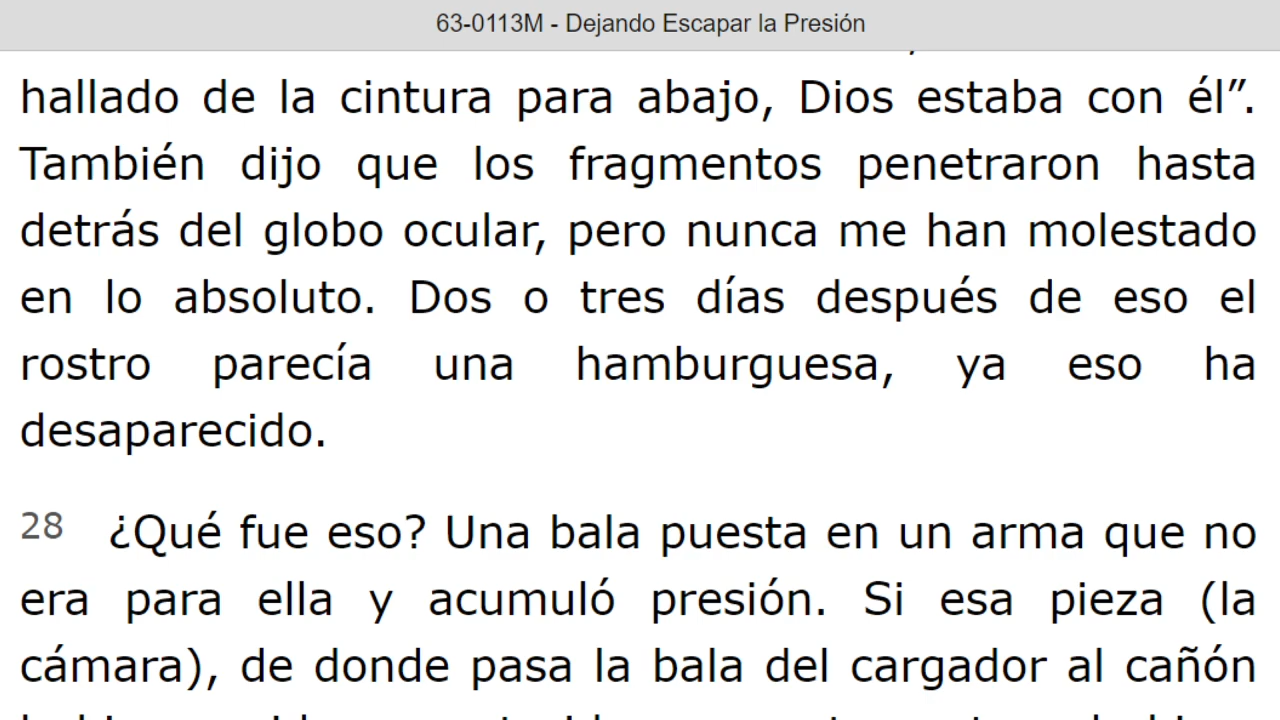 63-0113M - Dejando Escapar la Presión
hallado de la cintura para abajo, Dios estaba con él”.
También dijo que los fragmentos penetraron hasta
detrás del globo ocular, pero nunca me han molestado
en lo absoluto. Dos o tres días después de eso el
rostro parecía una hamburguesa, ya eso ha
desaparecido.
28 ¿Qué fue eso? Una bala puesta en un arma que no
era para ella y acumuló presión. Si esa pieza (la
cámara), de donde pasa la bala del cargador al cañón